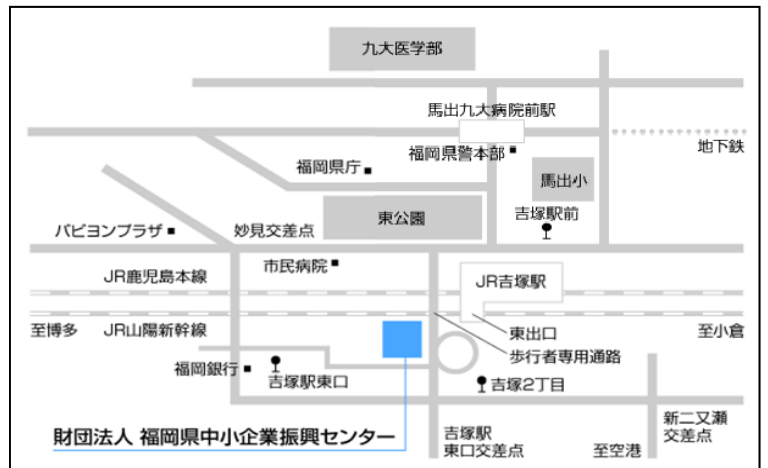 九大医学部
馬出九大病院前駅
地下鉄
福岡県警本部
福岡県庁
馬出小
東公園
吉塚駅前
パピヨンプラザ
妙見交差点
市民病院
JR吉塚駅
JR鹿児島本線
至博多
JR山陽新幹線
東出口
至小倉
歩行者専用通路
福岡銀行
吉塚駅東口
吉塚2丁目
新二又瀬
交差点
財団法人 福岡県中小企業振興センター
吉塚駅
東口交差点
至空港